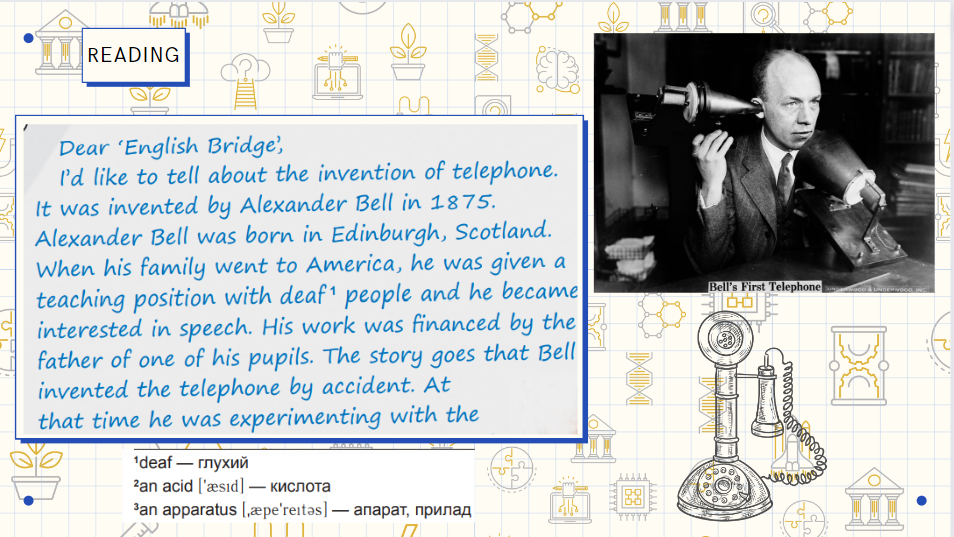 READING
Dear ‘English Bridge’,
I’d like to tell about the invention of telephone.
It was invented by Alexander Bell in 1875.
Alexander Bell was born in Edinburgh, Scotland.
When his family went to America, he was given a
teaching position with deaf¹ people and he became
interested in speech. His work was financed by the
father of one of his pupils. The story goes that Bell
invented the telephone by accident. At
that time he was experimenting with the
¹deaf — глухий
²an acid [ˈæsɪd] — кислота
³an apparatus [ˌæpeˈreɪtəs] — апарат, прилад
Bell's First Telephone
UNDERWOOD & UNDERWOOD, INC.